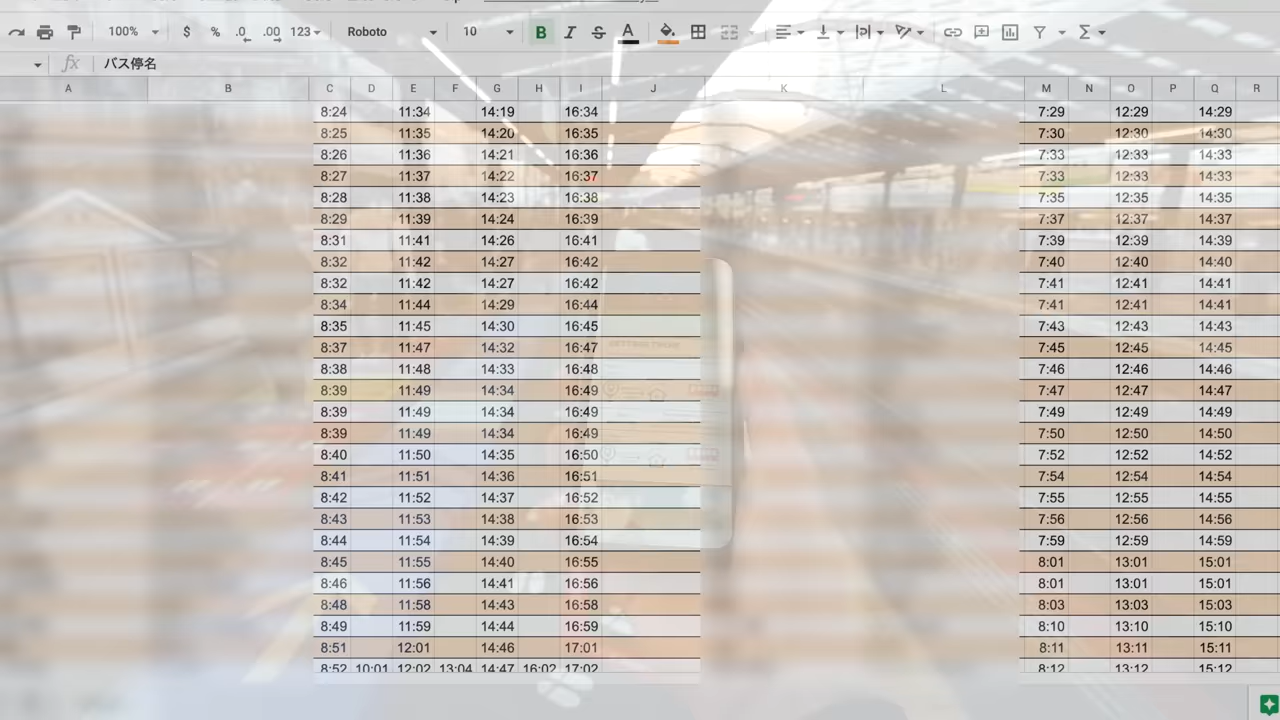 100% $ % .0 .00 123 Roboto 10 B I S A Σ
fx バス停名
A B C D E F G H I J K L M N O P Q R
8:24 11:34 14:19 16:34 7:29 12:29 14:29
8:25 11:35 14:20 16:35 7:30 12:30 14:30
8:26 11:36 14:21 16:36 7:33 12:33 14:33
8:27 11:37 14:22 16:37 7:33 12:33 14:33
8:28 11:38 14:23 16:38 7:35 12:35 14:35
8:29 11:39 14:24 16:39 7:37 12:37 14:37
8:31 11:41 14:26 16:41 7:39 12:39 14:39
8:32 11:42 14:27 16:42 7:40 12:40 14:40
8:32 11:42 14:27 16:42 7:41 12:41 14:41
8:34 11:44 14:29 16:44 7:41 12:41 14:41
8:35 11:45 14:30 16:45 7:43 12:43 14:43
8:37 11:47 14:32 16:47 7:45 12:45 14:45
8:38 11:48 14:33 16:48 7:46 12:46 14:46
8:39 11:49 14:34 16:49 7:47 12:47 14:47
8:39 11:49 14:34 16:49 7:49 12:49 14:49
8:39 11:49 14:34 16:49 7:50 12:50 14:50
8:40 11:50 14:35 16:50 7:52 12:52 14:52
8:41 11:51 14:36 16:51 7:54 12:54 14:54
8:42 11:52 14:37 16:52 7:55 12:55 14:55
8:43 11:53 14:38 16:53 7:56 12:56 14:56
8:44 11:54 14:39 16:54 7:59 12:59 14:59
8:45 11:55 14:40 16:55 8:01 13:01 15:01
8:46 11:56 14:41 16:56 8:01 13:01 15:01
8:48 11:58 14:43 16:58 8:03 13:03 15:03
8:49 11:59 14:44 16:59 8:10 13:10 15:10
8:51 12:01 14:46 17:01 8:11 13:11 15:11
8:52 10:01 12:02 13:04 14:47 16:02 17:02 8:12 13:12 15:12